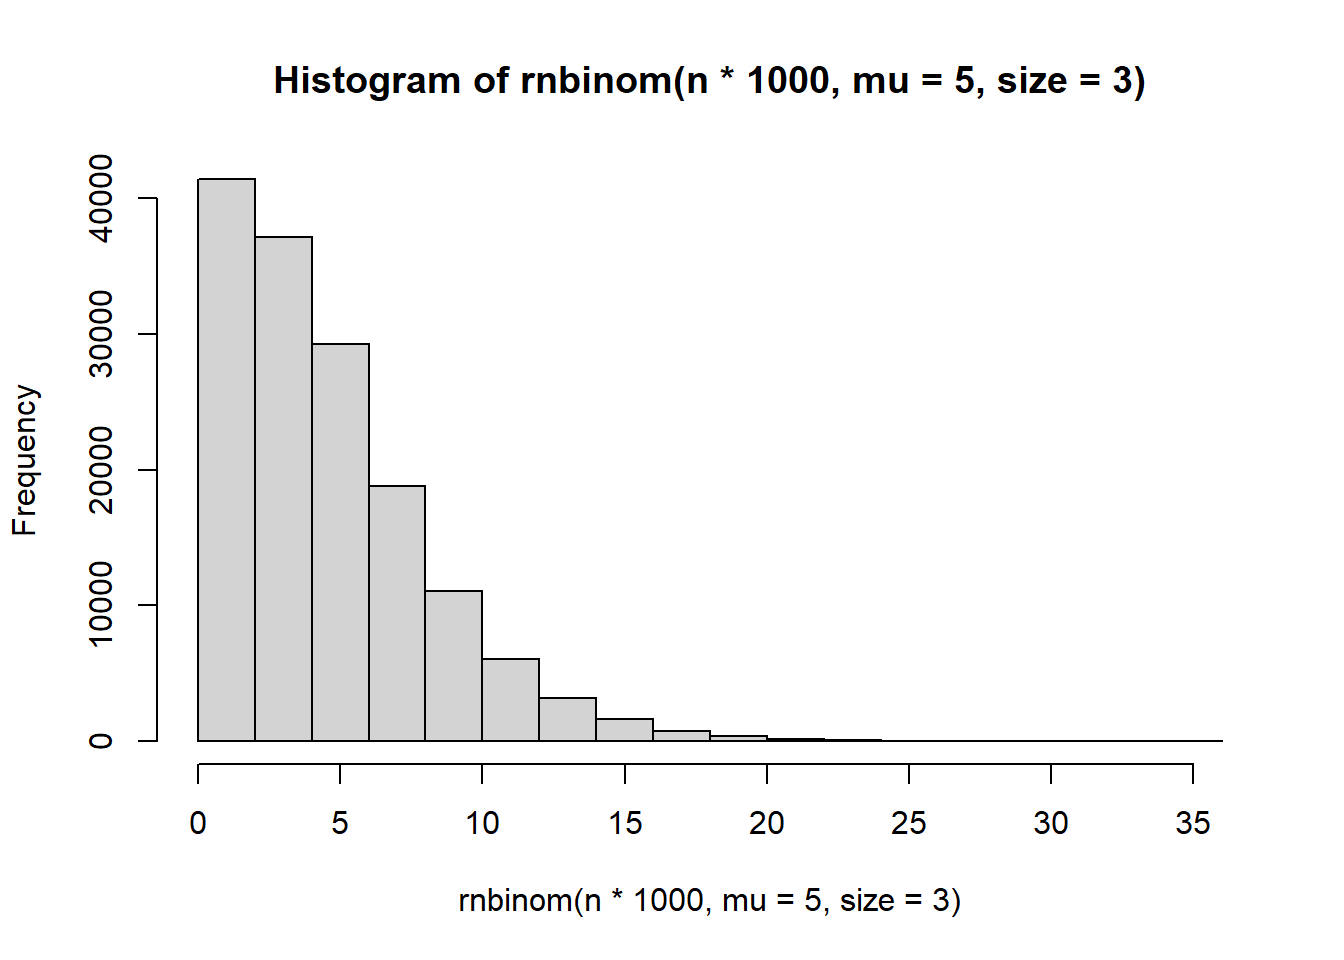 Histogram of rnbinom(n * 1000, mu = 5, size = 3)
Frequency
40000
30000
20000
10000
0
0 5 10 15 20 25 30 35
rnbinom(n * 1000, mu = 5, size = 3)